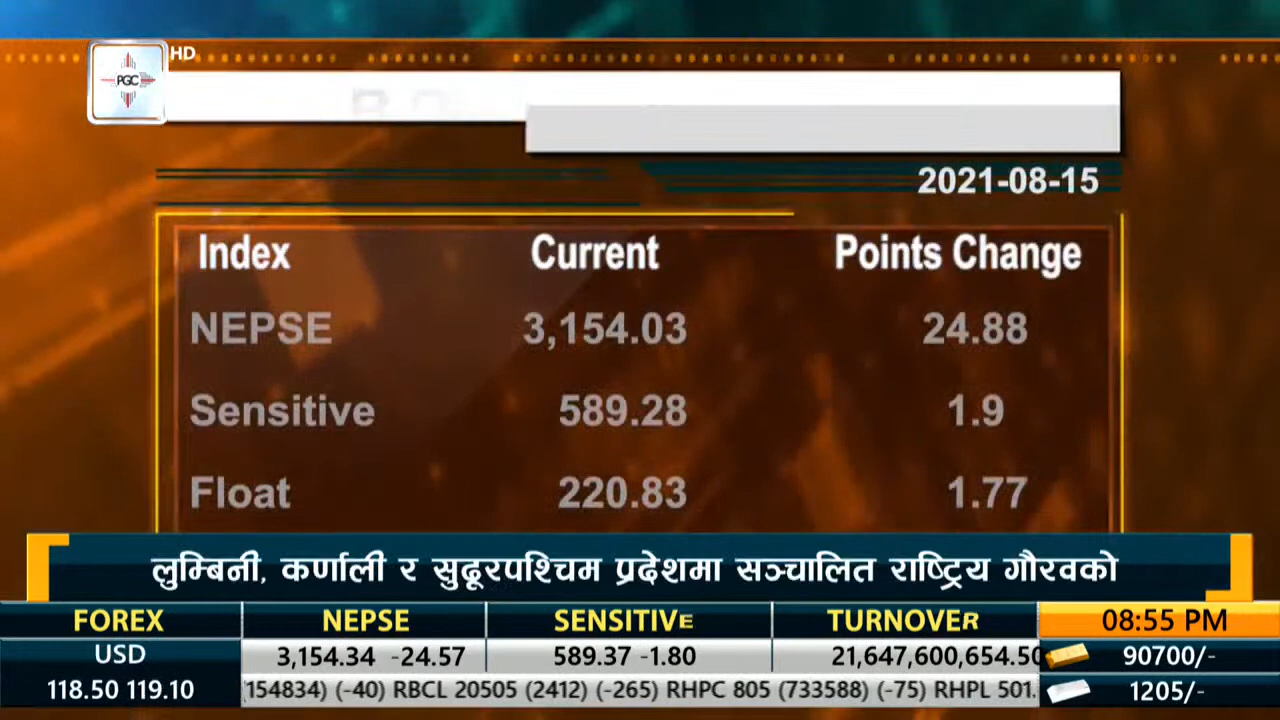 HD
PGC
2021-08-15
Index Current Points Change
NEPSE 3,154.03 24.88
Sensitive 589.28 1.9
Float 220.83 1.77
लुम्बिनी, कर्णाली र सुदूरपश्चिम प्रदेशमा सञ्चालित राष्ट्रिय गौरवको
FOREX NEPSE SENSITIVE TURNOVER 08:55 PM
USD 3,154.34 -24.57 589.37 -1.80 21,647,600,654.50 90700/-
118.50 119.10 154834) (-40) RBCL 20505 (2412) (-265) RHPC 805 (733588) (-75) RHPL 501. 1205/-